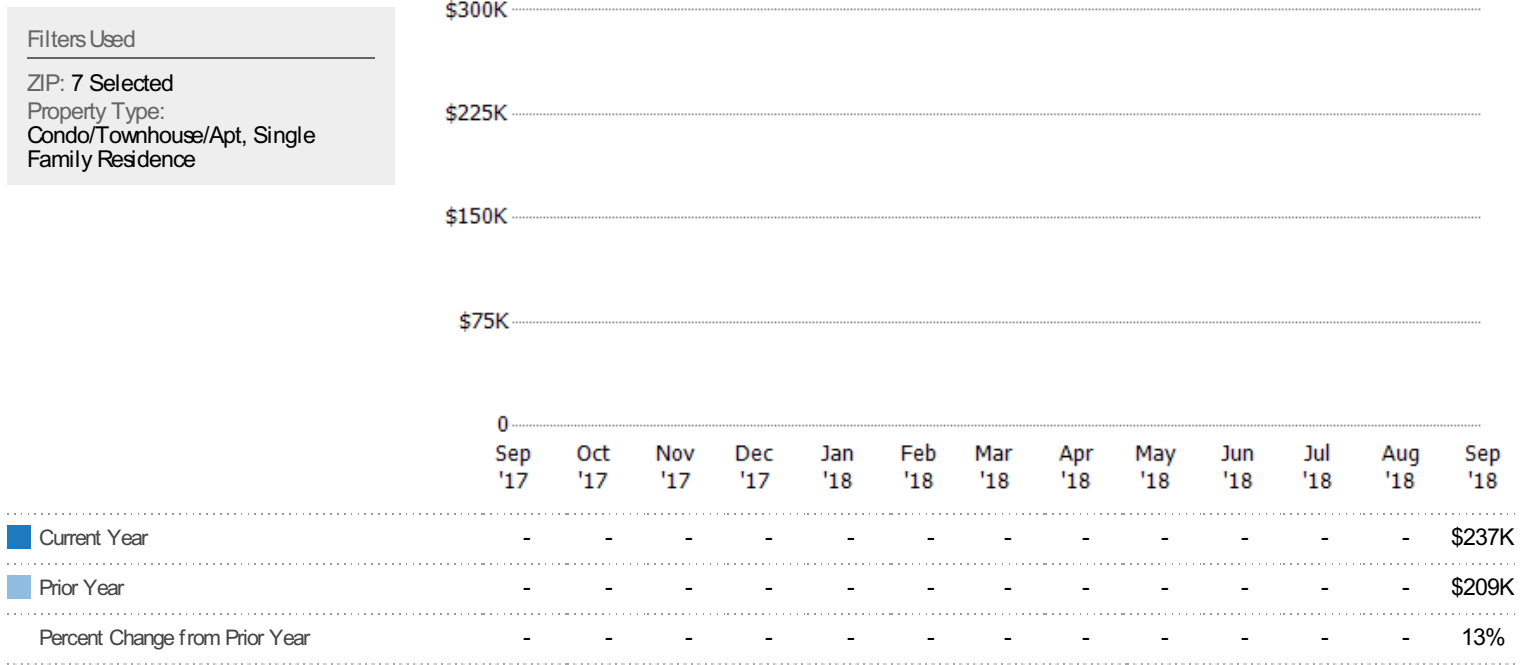 Filters Used
ZIP: 7 Selected
Property Type:
Condo/Townhouse/Apt, Single
Family Residence
$300K
$225K
$150K
$75K
0
Sep Oct Nov Dec Jan Feb Mar Apr May Jun Jul Aug Sep
'17 '17 '17 '17 '18 '18 '18 '18 '18 '18 '18 '18 '18
Current Year - - - - - - - - - - - - $237K
Prior Year - - - - - - - - - - - - $209K
Percent Change from Prior Year - - - - - - - - - - - - 13%